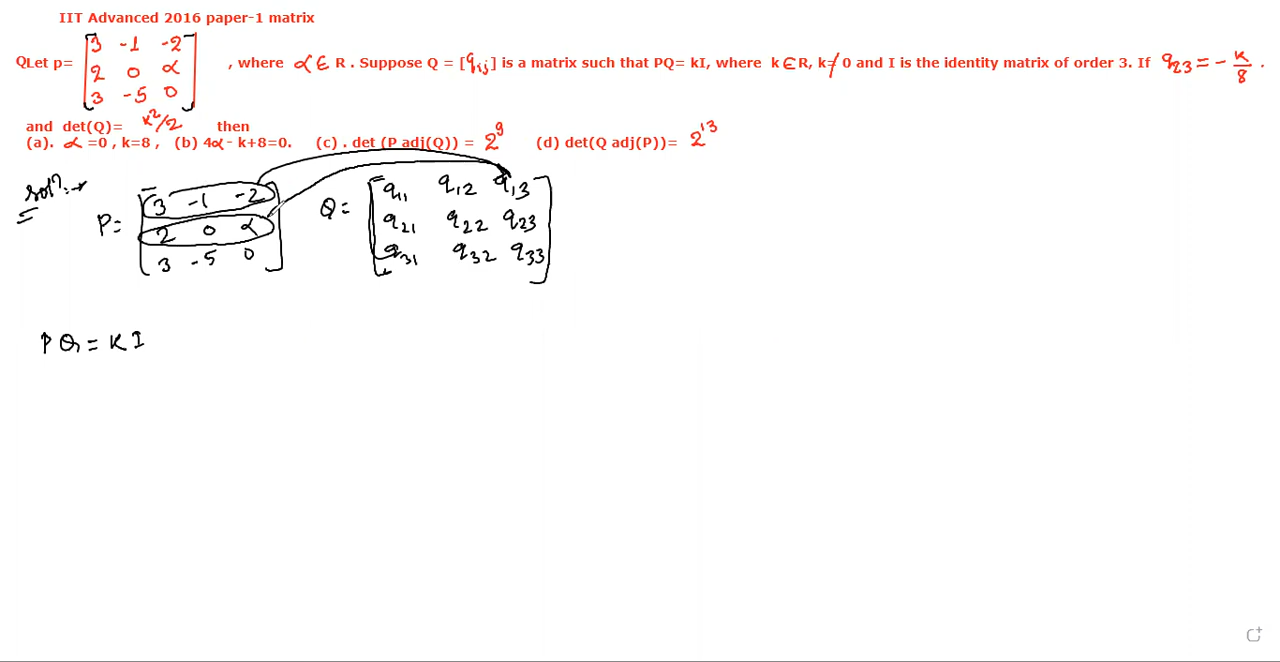 IIT Advanced 2016 paper-1 matrix
QLet p= [3 -1 -2
2 0 α
3 -5 0] , where α ∈ R . Suppose Q = [qij] is a matrix such that PQ= kI, where k∈R, k≠0 and I is the identity matrix of order 3. If q23 = - k/8 .
and det(Q)= k²/2 then
(a). α =0 , k=8 , (b) 4α - k+8=0. (c) . det (P adj(Q)) = 2⁹ (d) det(Q adj(P))= 2¹³
solⁿ:→
P= [3 -1 -2
2 0 α
3 -5 0]
Q= [q11 q12 q13
q21 q22 q23
q31 q32 q33]
PQ = KI